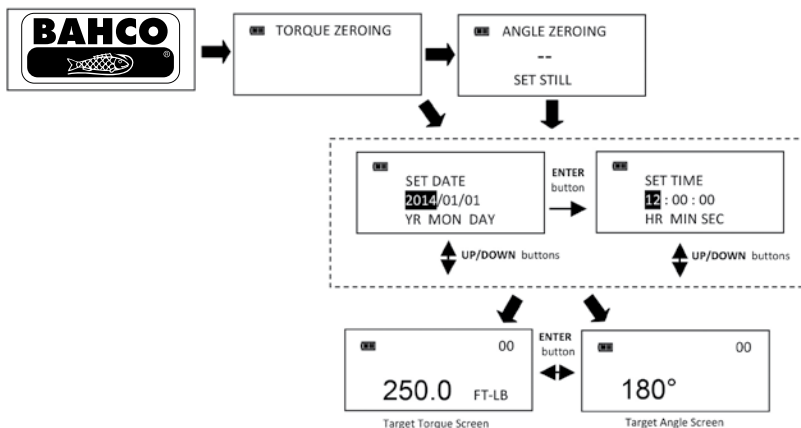 BAHCO
®
TORQUE ZEROING
ANGLE ZEROING
--
SET STILL
SET DATE
2014/01/01
YR MON DAY
ENTER
button
SET TIME
12 : 00 : 00
HR MIN SEC
UP/DOWN buttons
UP/DOWN buttons
00
250.0 FT-LB
Target Torque Screen
ENTER
button
00
180°
Target Angle Screen